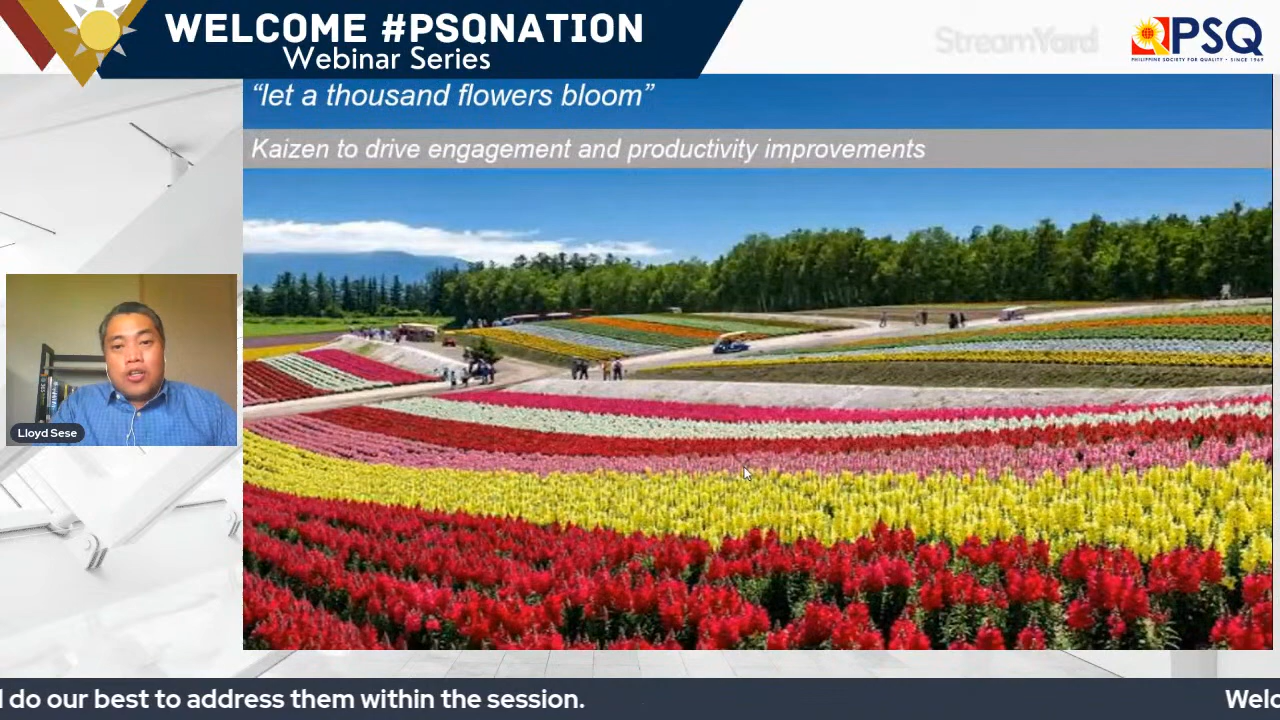 WELCOME #PSQNATION
Webinar Series
StreamYard
PSQ
PHILIPPINE SOCIETY FOR QUALITY • SINCE 1969
“let a thousand flowers bloom”
Kaizen to drive engagement and productivity improvements
Lloyd Sese
do our best to address them within the session.
Welc